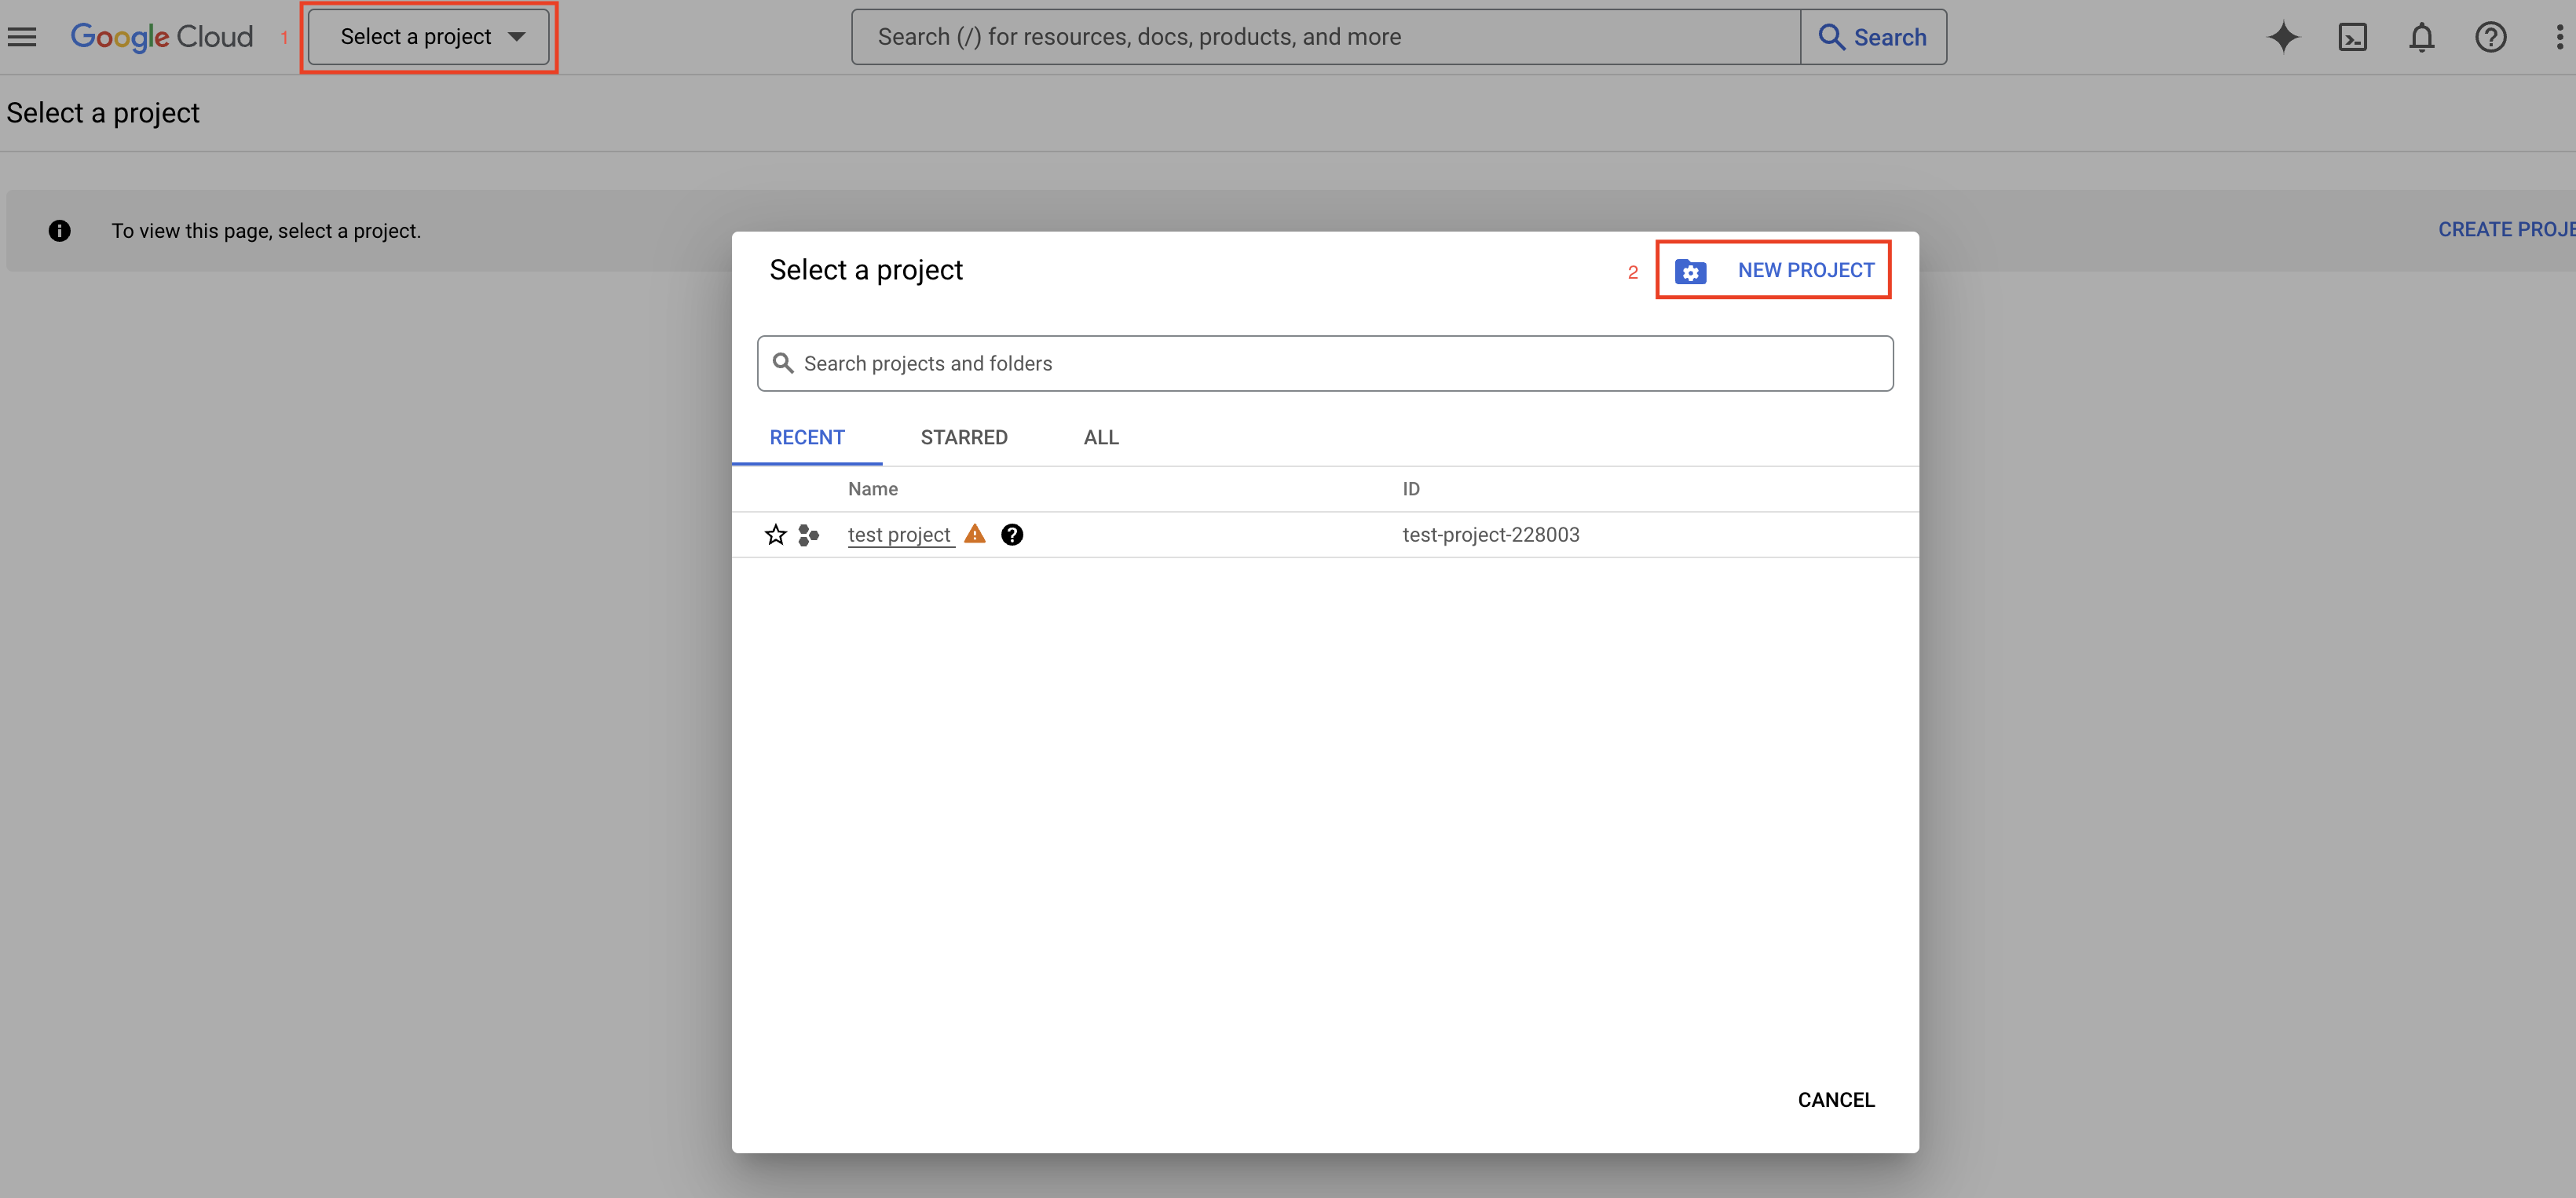 Google Cloud 1 Select a project Search (/) for resources, docs, products, and more Search
Select a project
To view this page, select a project. CREATE PROJE
Select a project 2 NEW PROJECT
Search projects and folders
RECENT STARRED ALL
Name ID
test project test-project-228003
CANCEL